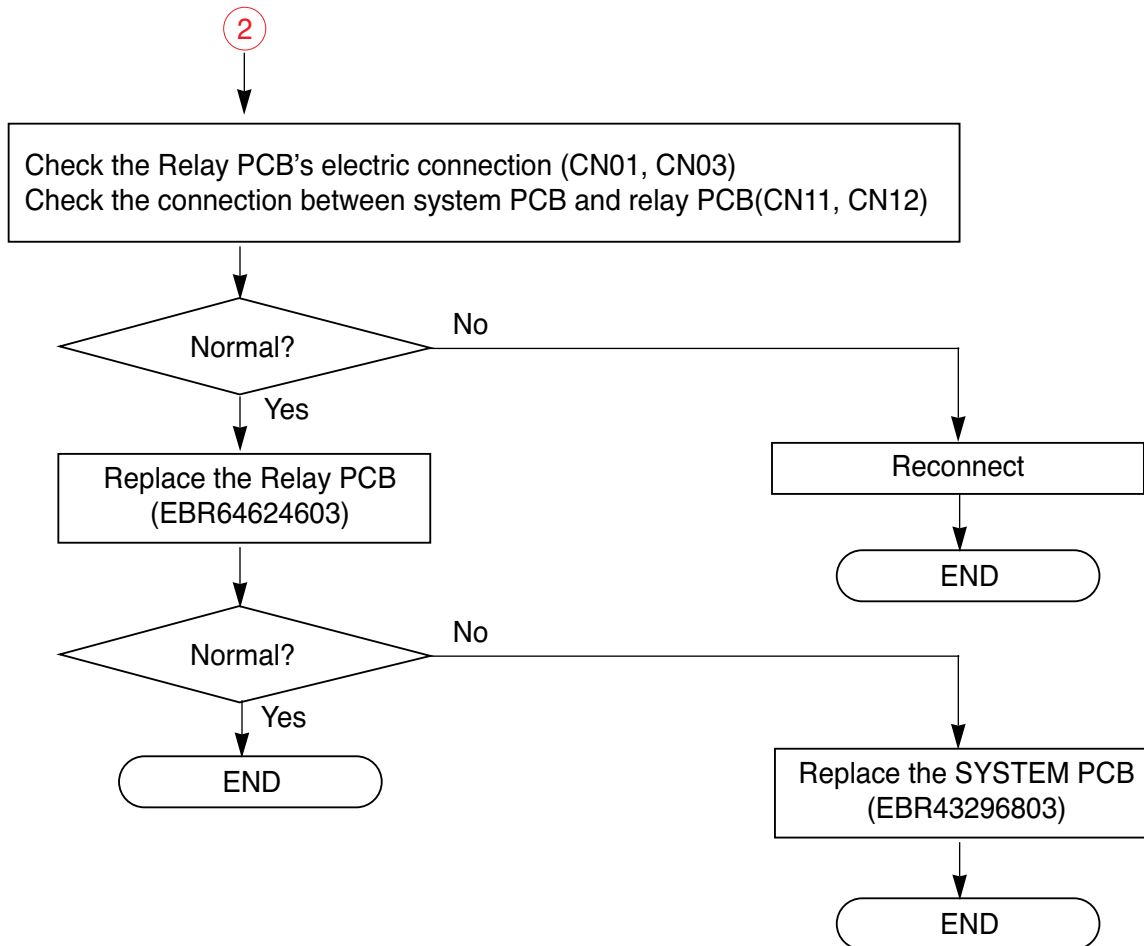 2
Check the Relay PCB's electric connection (CN01, CN03)
Check the connection between system PCB and relay PCB(CN11, CN12)
Normal?
No
Yes
Replace the Relay PCB
(EBR64624603)
Reconnect
END
Normal?
No
Yes
END
Replace the SYSTEM PCB
(EBR43296803)
END